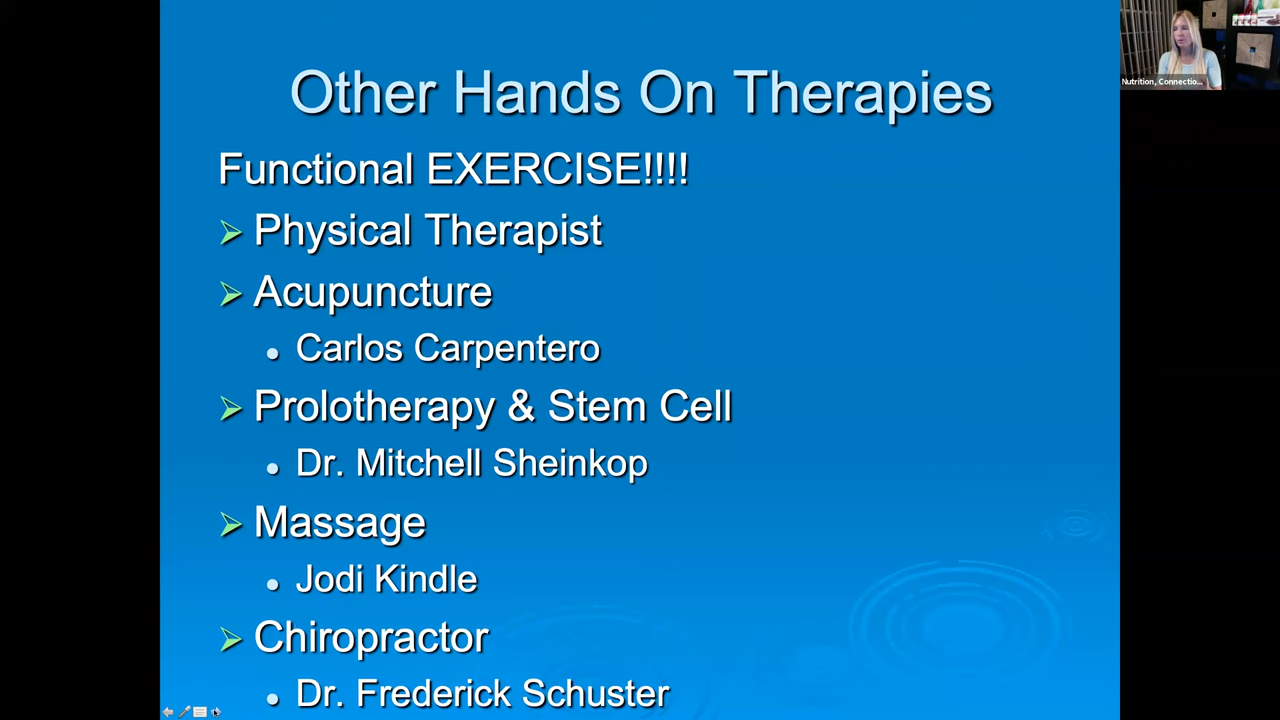 Other Hands On Therapies
Functional EXERCISE!!!!
Physical Therapist
Acupuncture
Carlos Carpentero
Prolotherapy & Stem Cell
Dr. Mitchell Sheinkop
Massage
Jodi Kindle
Chiropractor
Dr. Frederick Schuster
Nutrition, Connectio...